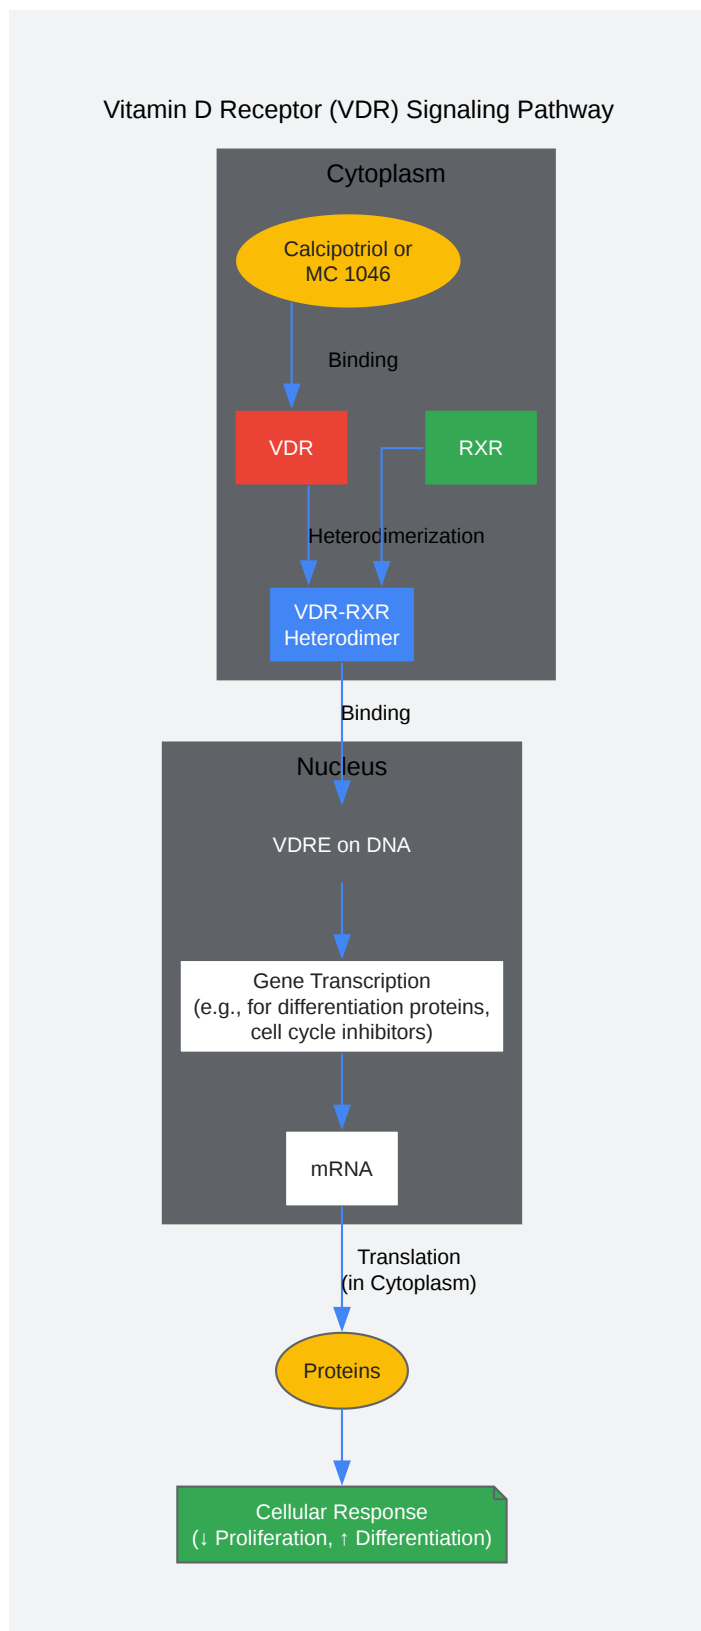 Vitamin D Receptor (VDR) Signaling Pathway
Cytoplasm
Calcipotriol or
MC 1046
Binding
VDR
RXR
Heterodimerization
VDR-RXR
Heterodimer
Binding
Nucleus
VDRE on DNA
Gene Transcription
(e.g., for differentiation proteins,
cell cycle inhibitors)
mRNA
Translation
(in Cytoplasm)
Proteins
Cellular Response
(↓ Proliferation, ↑ Differentiation)